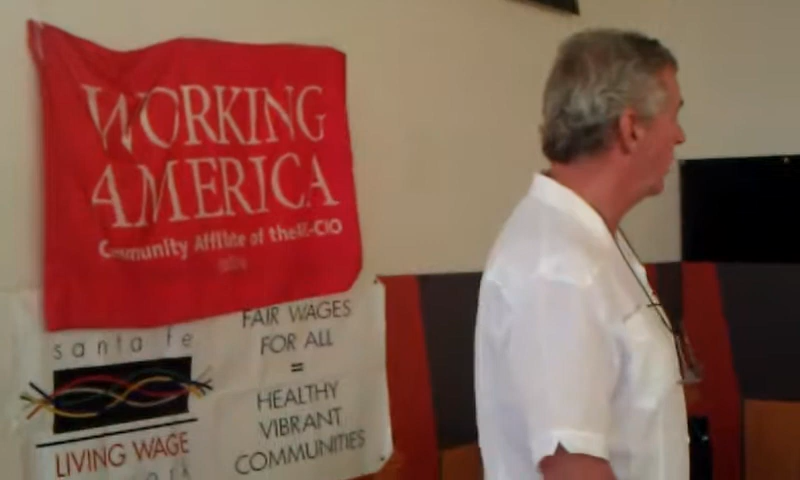 WORKING
AMERICA
Community Affiliate of the AFL-CIO
santa fe
LIVING WAGE
FAIR WAGES
FOR ALL
=
HEALTHY
VIBRANT
COMMUNITIES